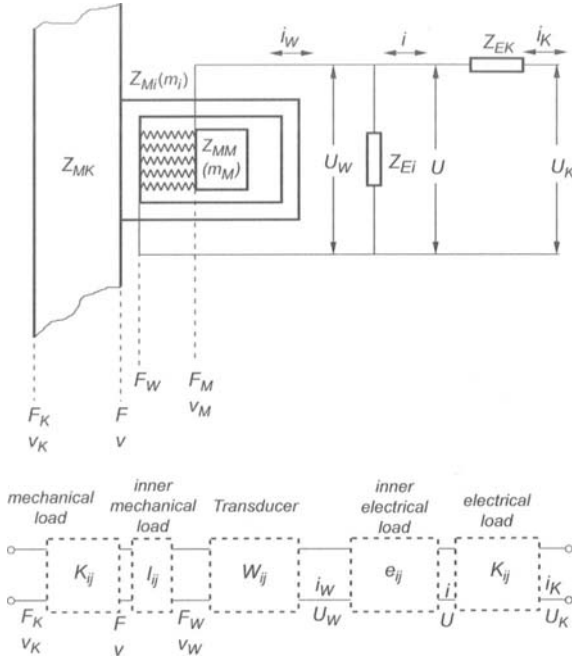 i_W i Z_EK i_K
Z_Mi(m_i)
Z_MK Z_MM U_W Z_Ei U U_K
(m_M)
F_W F_M
v_M
F_K F
v_K v
mechanical load
inner mechanical load
Transducer
inner electrical load
electrical load
K_ij I_ij W_ij e_ij K_ij
i_W i i_K
F_K F F_W U_W U U_K
v_K v v_W